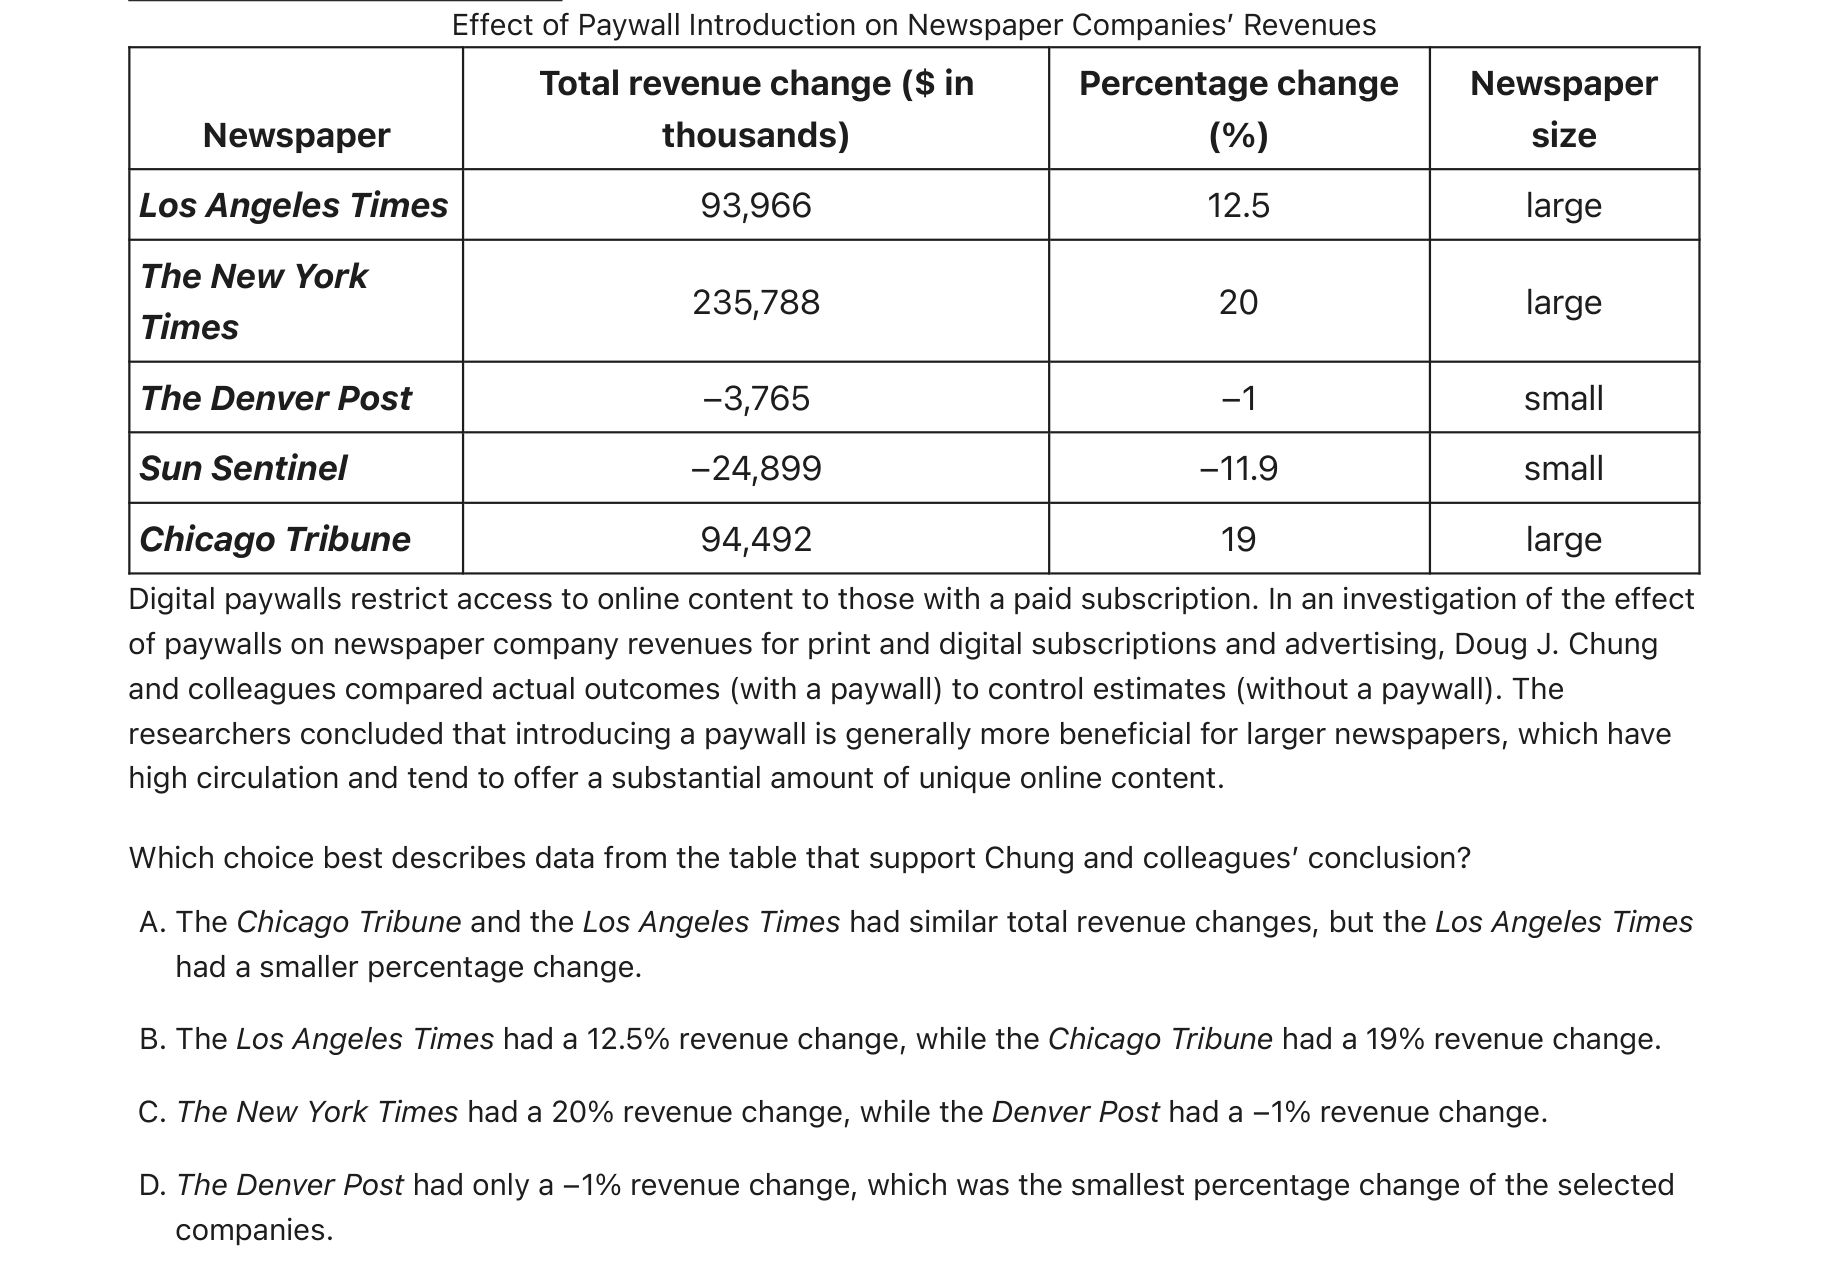 Effect of Paywall Introduction on Newspaper Companies’ Revenues
Newspaper
Total revenue change ($ in
thousands)
Percentage change
(%)
Newspaper
size
Los Angeles Times 93,966 12.5 large
The New York
Times
235,788 20 large
The Denver Post –3,765 –1 small
Sun Sentinel –24,899 –11.9 small
Chicago Tribune 94,492 19 large
Digital paywalls restrict access to online content to those with a paid subscription. In an investigation of the effect
of paywalls on newspaper company revenues for print and digital subscriptions and advertising, Doug J. Chung
and colleagues compared actual outcomes (with a paywall) to control estimates (without a paywall). The
researchers concluded that introducing a paywall is generally more beneficial for larger newspapers, which have
high circulation and tend to offer a substantial amount of unique online content.
Which choice best describes data from the table that support Chung and colleagues’ conclusion?
A. The Chicago Tribune and the Los Angeles Times had similar total revenue changes, but the Los Angeles Times
had a smaller percentage change.
B. The Los Angeles Times had a 12.5% revenue change, while the Chicago Tribune had a 19% revenue change.
C. The New York Times had a 20% revenue change, while the Denver Post had a –1% revenue change.
D. The Denver Post had only a –1% revenue change, which was the smallest percentage change of the selected
companies.